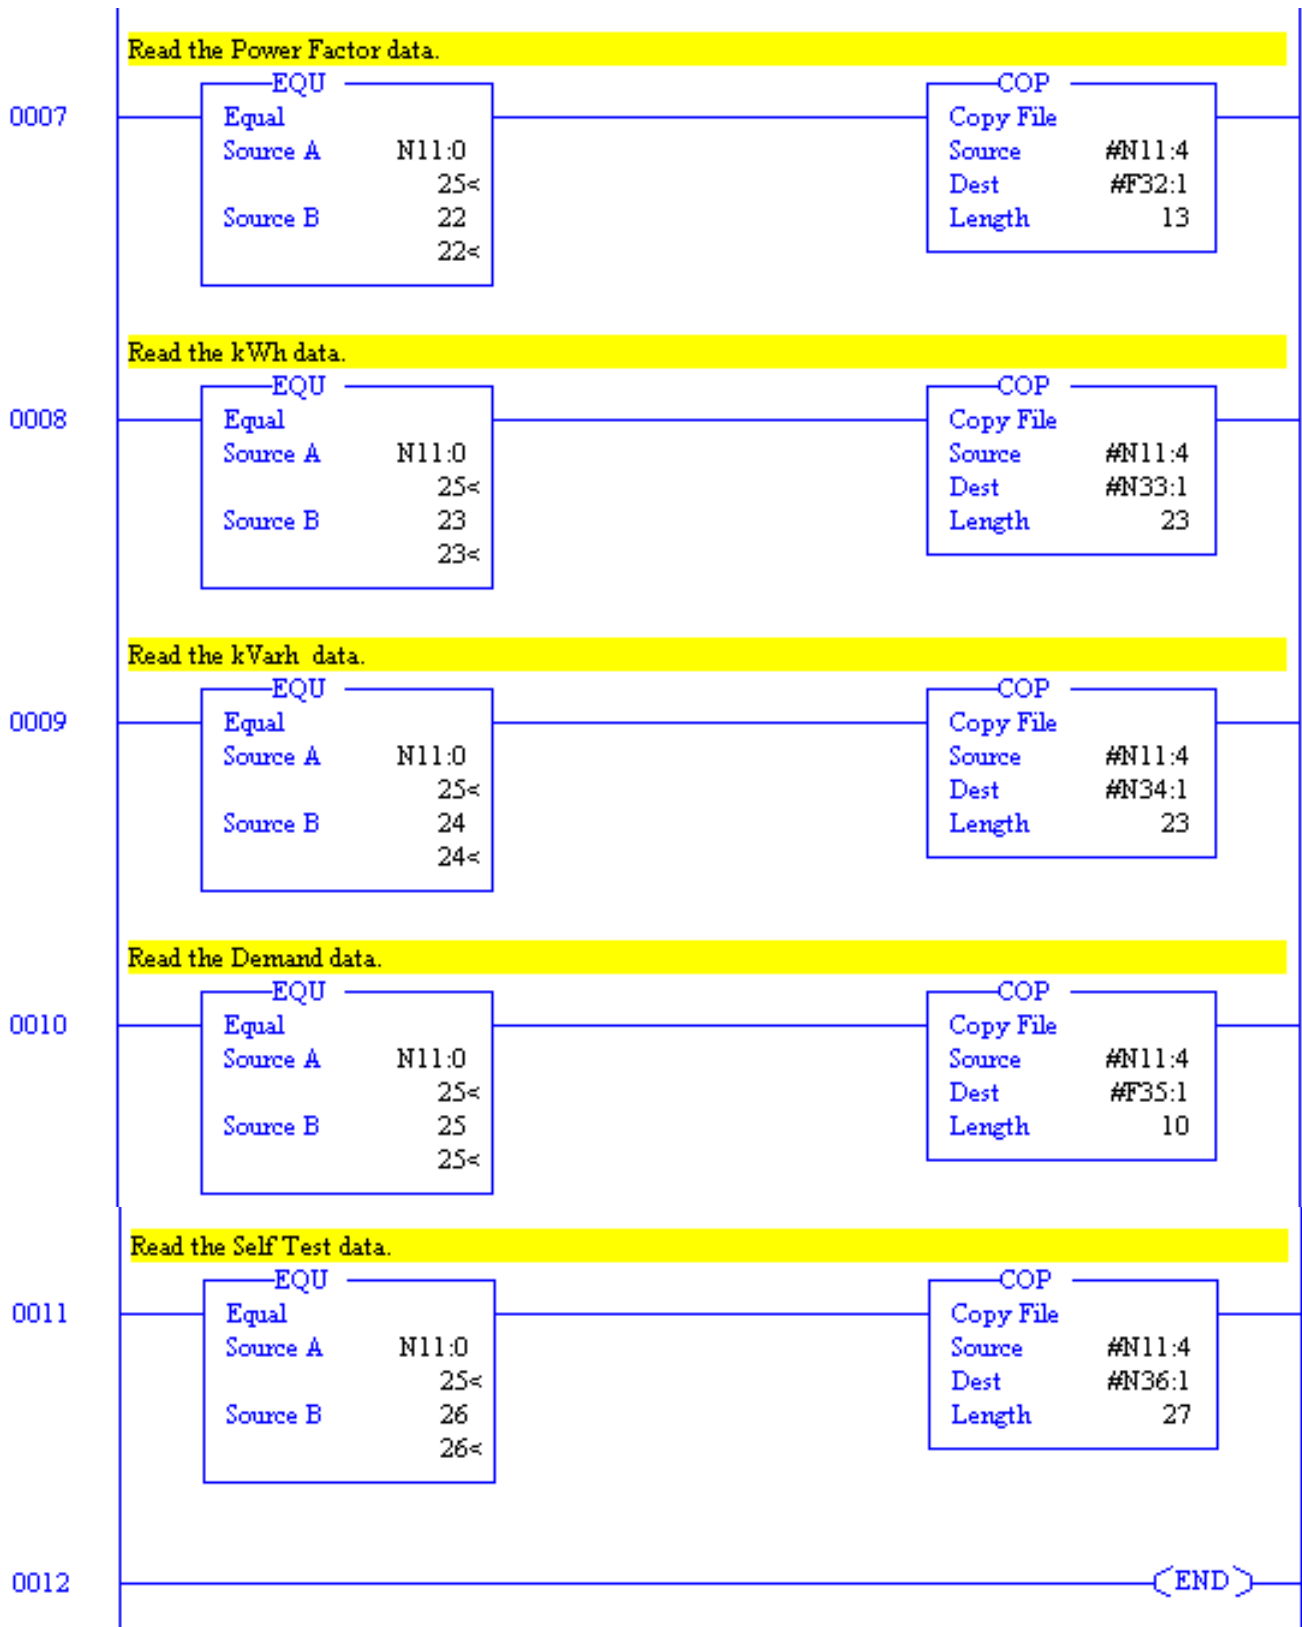 Read the Power Factor data.
EQU COP
0007 Equal Copy File
Source A N11:0 Source #N11:4
25< Dest #F32:1
Source B 22 Length 13
22<
Read the kWh data.
EQU COP
0008 Equal Copy File
Source A N11:0 Source #N11:4
25< Dest #N33:1
Source B 23 Length 23
23<
Read the kVarh data.
EQU COP
0009 Equal Copy File
Source A N11:0 Source #N11:4
25< Dest #N34:1
Source B 24 Length 23
24<
Read the Demand data.
EQU COP
0010 Equal Copy File
Source A N11:0 Source #N11:4
25< Dest #F35:1
Source B 25 Length 10
25<
Read the Self Test data.
EQU COP
0011 Equal Copy File
Source A N11:0 Source #N11:4
25< Dest #N36:1
Source B 26 Length 27
26<
0012 END